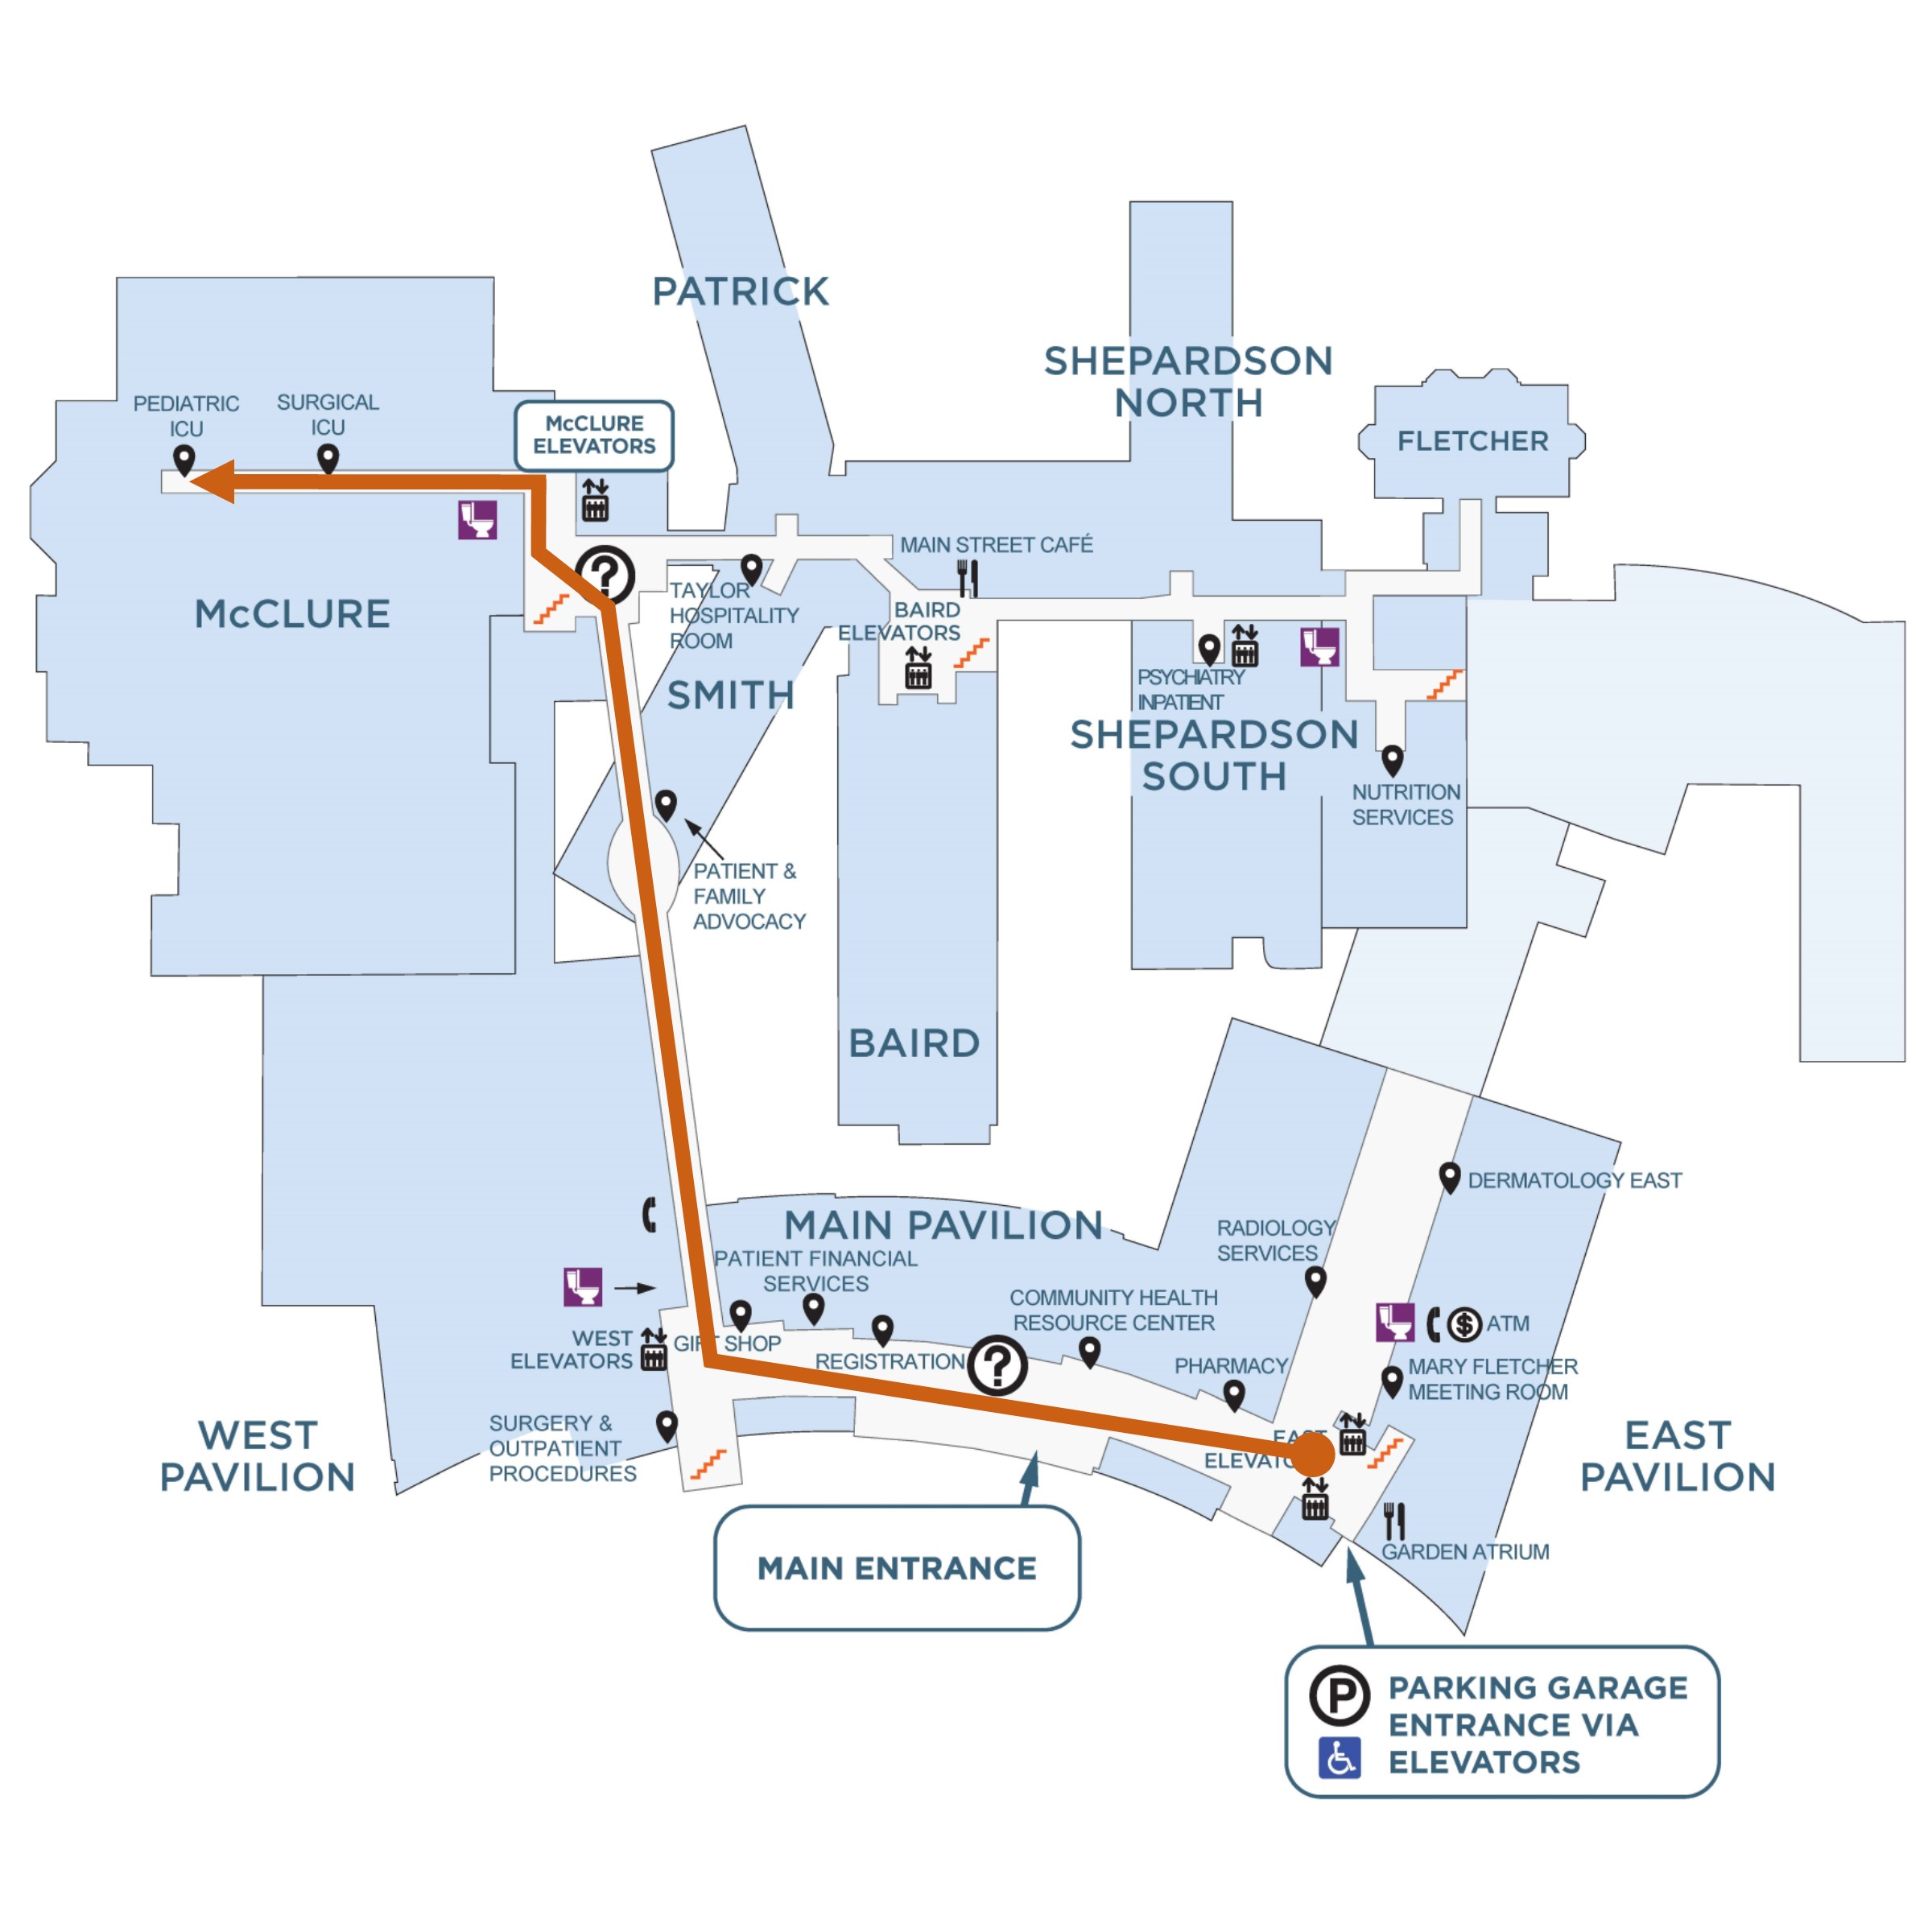 PATRICK
SHEPARDSON
NORTH
FLETCHER
PEDIATRIC
ICU
SURGICAL
ICU
McCLURE
ELEVATORS
MAIN STREET CAFÉ
TAYLOR
HOSPITALITY
ROOM
BAIRD
ELEVATORS
McCLURE
SMITH
PSYCHIATRY
INPATIENT
SHEPARDSON
SOUTH
NUTRITION
SERVICES
PATIENT &
FAMILY
ADVOCACY
BAIRD
DERMATOLOGY EAST
MAIN PAVILION
RADIOLOGY
SERVICES
PATIENT FINANCIAL
SERVICES
COMMUNITY HEALTH
RESOURCE CENTER
$ ATM
WEST
ELEVATORS
GIFT SHOP
REGISTRATION
?
?
PHARMACY
MARY FLETCHER
MEETING ROOM
SURGERY &
OUTPATIENT
PROCEDURES
WEST
PAVILION
EAST
ELEVATO
EAST
PAVILION
GARDEN ATRIUM
MAIN ENTRANCE
P
PARKING GARAGE
ENTRANCE VIA
ELEVATORS